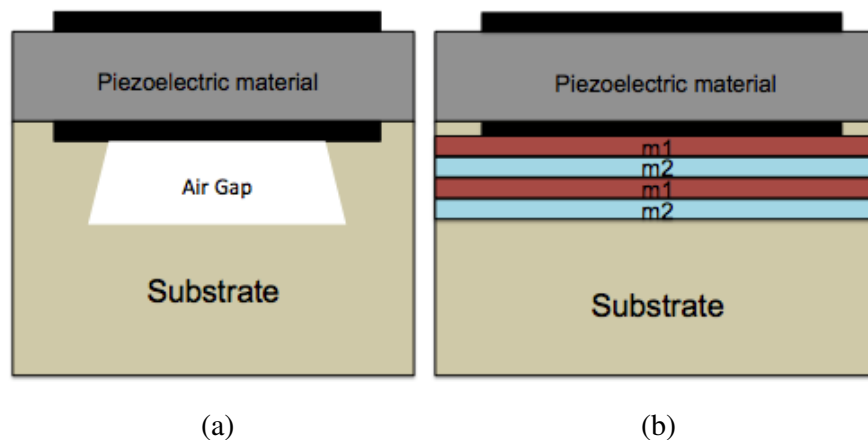 Piezoelectric material
Air Gap
Substrate
(a)
Piezoelectric material
m1
m2
m1
m2
Substrate
(b)